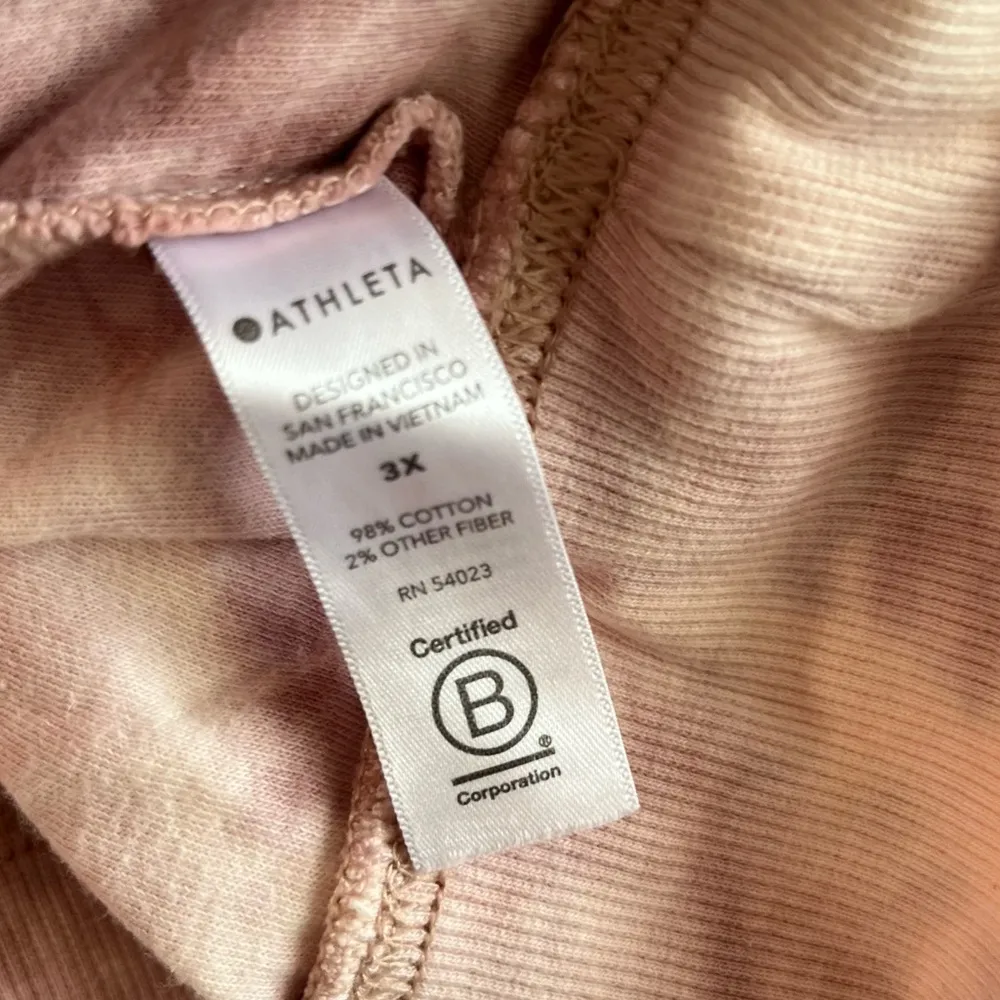 ATHLETA
DESIGNED IN
SAN FRANCISCO
MADE IN VIETNAM
3X
98% COTTON
2% OTHER FIBER
RN 54023
Certified
B
®
Corporation